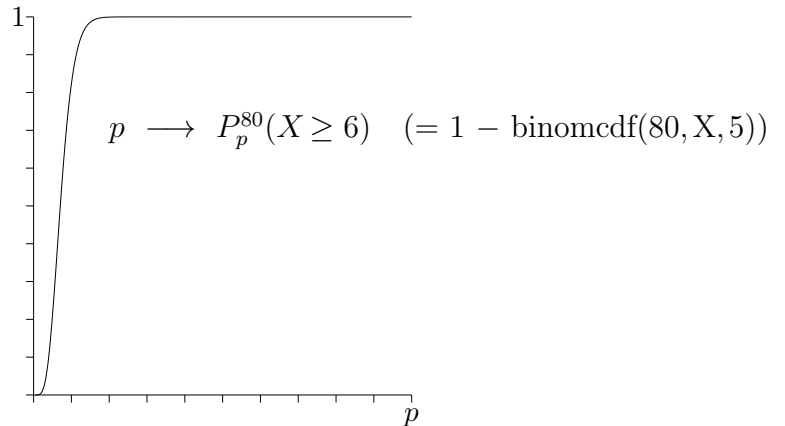 1
p ⟶ P_p^{80}(X ≥ 6) (= 1 − binomcdf(80, X, 5))
p